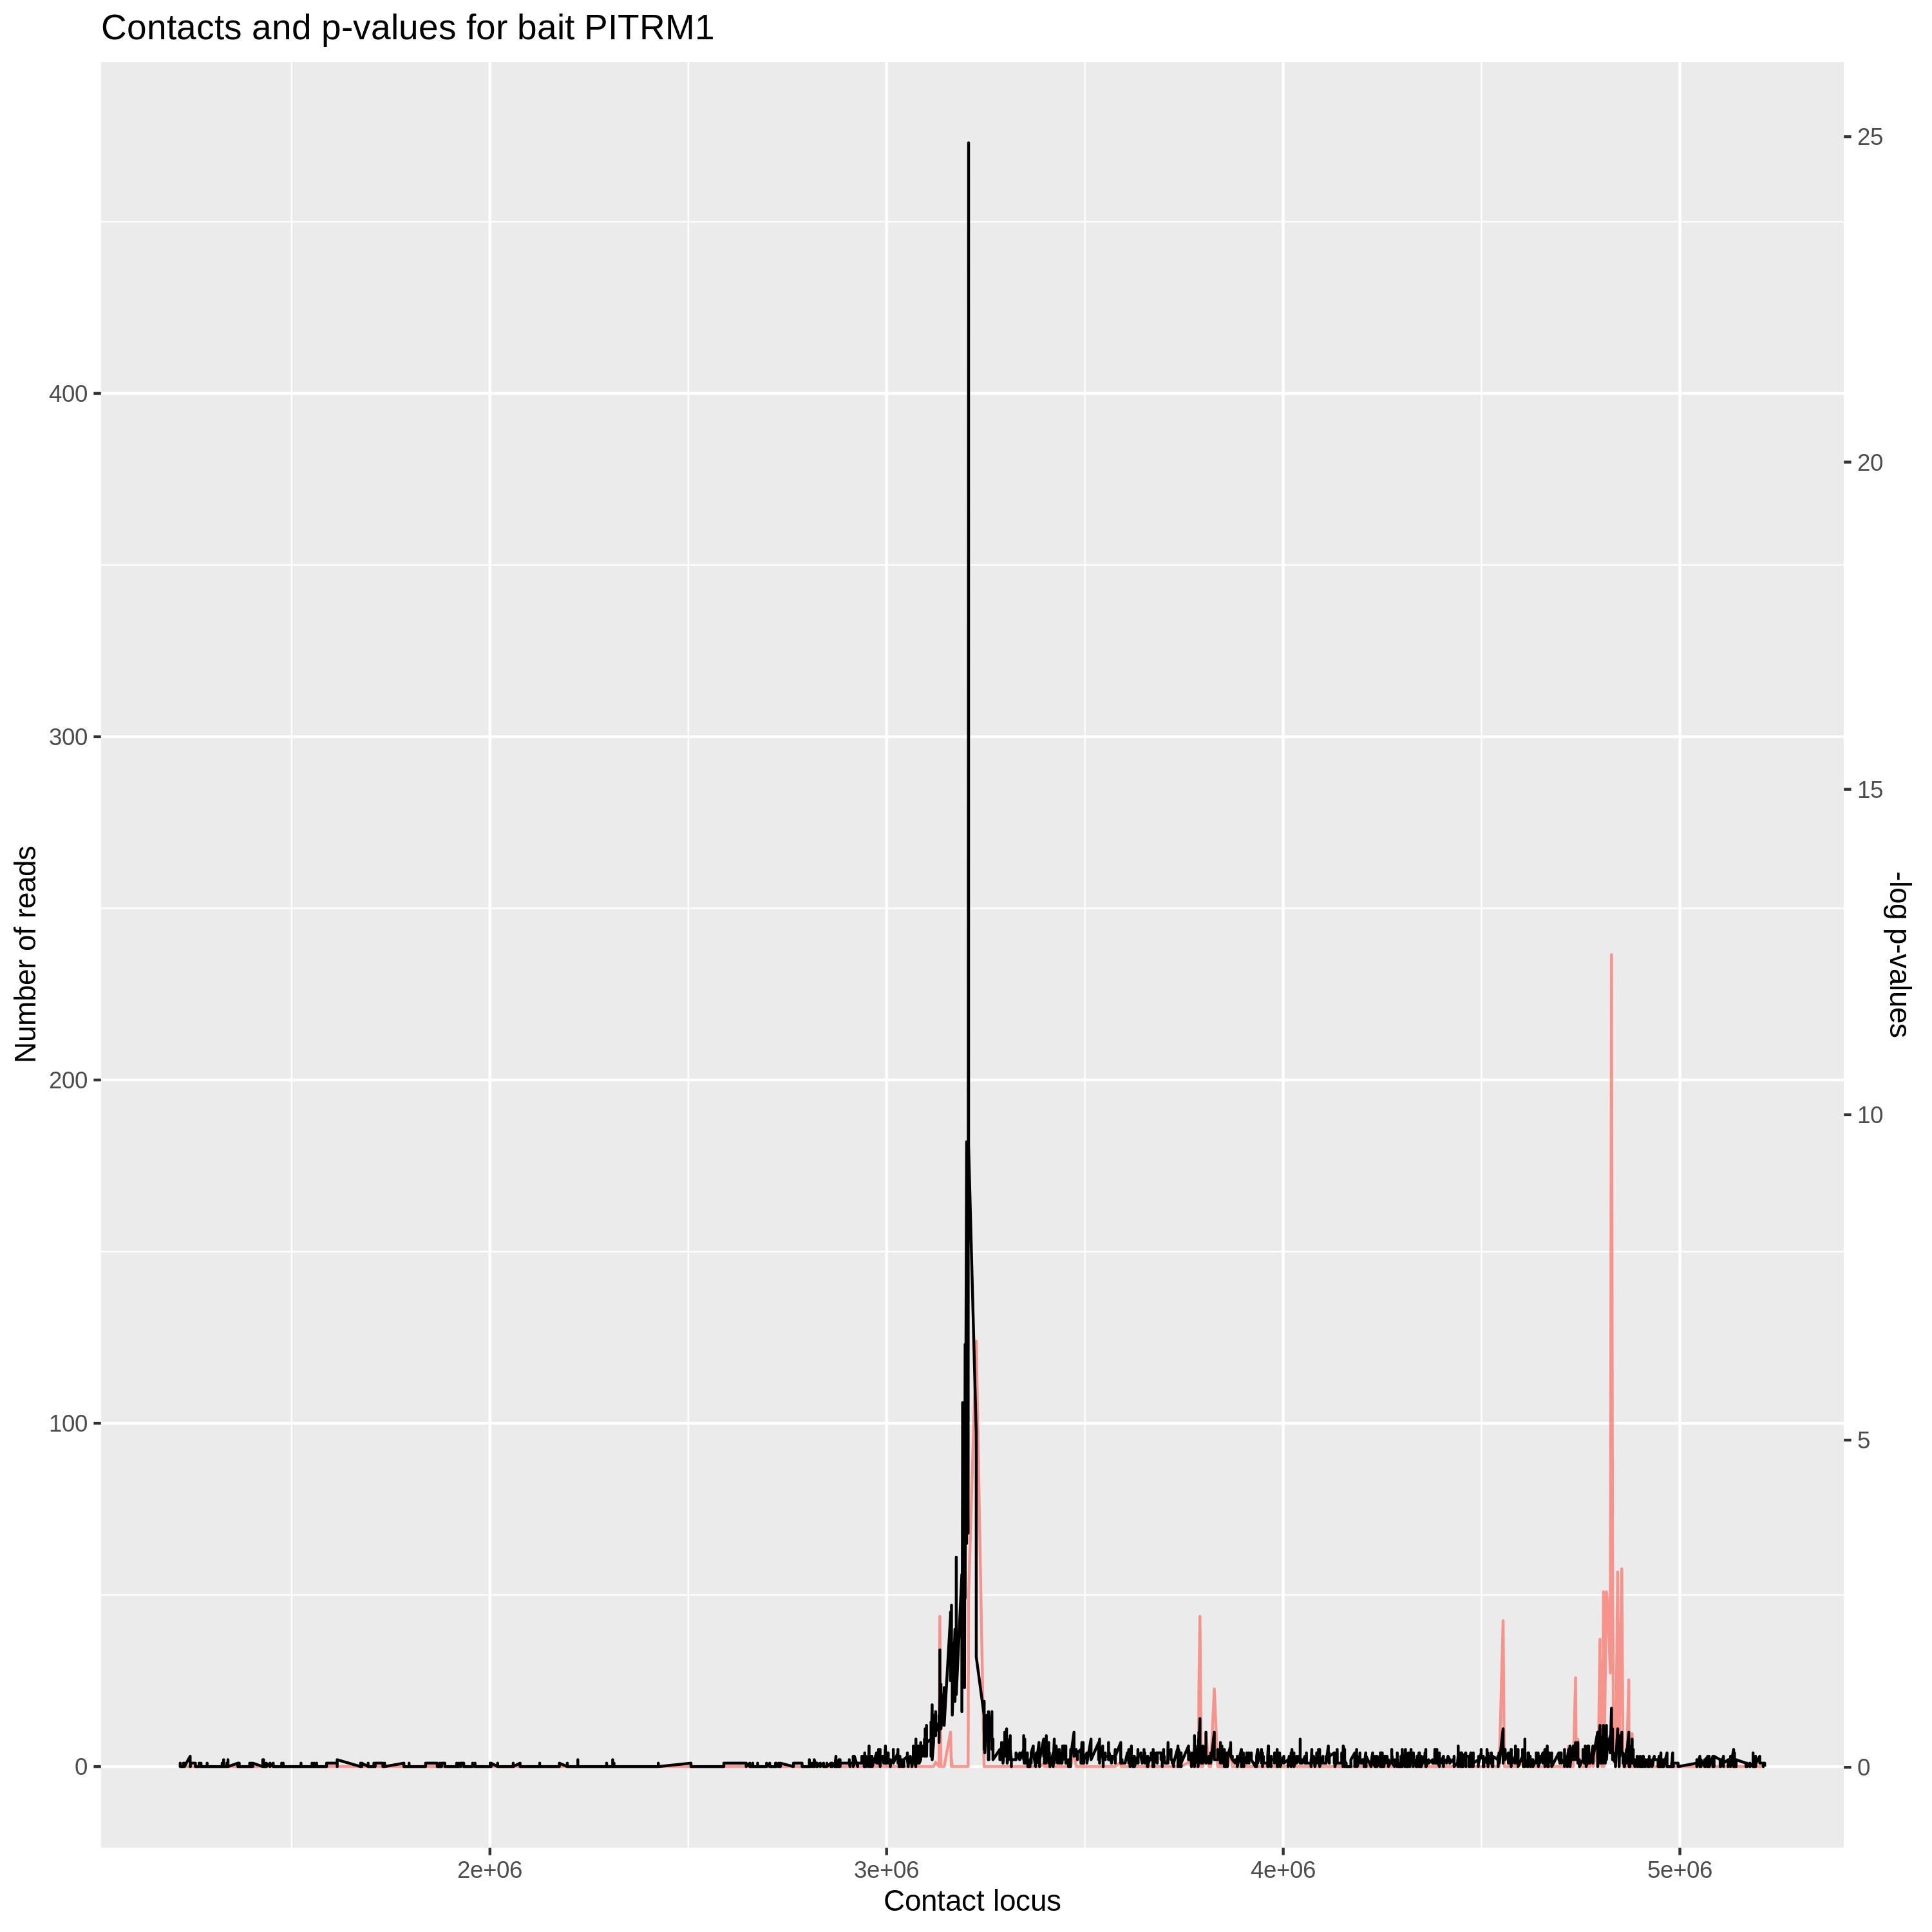 Contacts and p-values for bait PITRM1
Number of reads
400
300
200
100
0
25
20
15
10
5
0
-log p-values
2e+06
3e+06
4e+06
5e+06
Contact locus